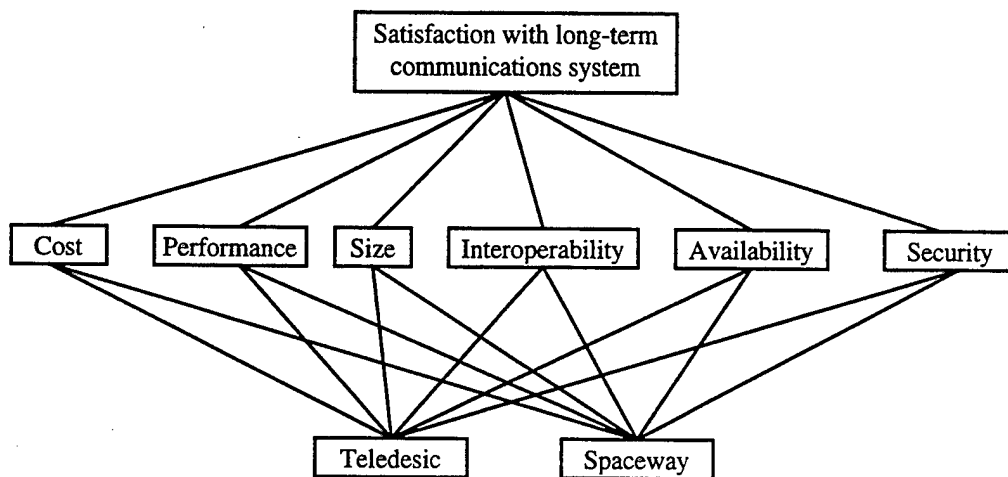 Satisfaction with long-term
communications system
Cost
Performance
Size
Interoperability
Availability
Security
Teledesic
Spaceway